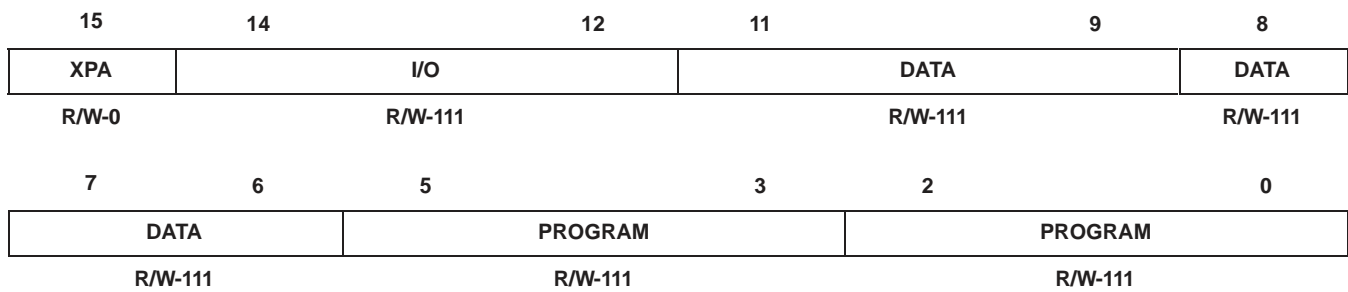 15 14 12 11 9 8
XPA I/O DATA DATA
R/W-0 R/W-111 R/W-111 R/W-111
7 6 5 3 2 0
DATA PROGRAM PROGRAM
R/W-111 R/W-111 R/W-111